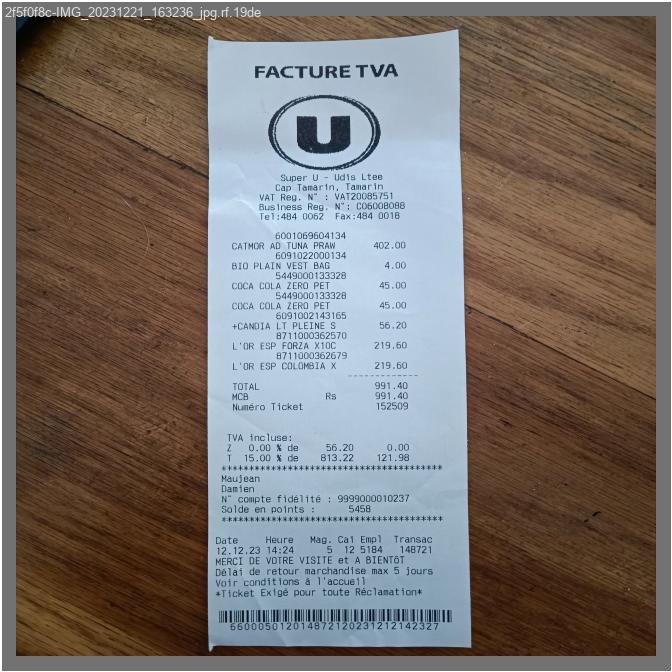 2f5f0f8c-IMG_20231221_163236_jpg.rf.19de
FACTURE TVA
U
Super U - Udis Ltee
Cap Tamarin, Tamarin
VAT Reg. N° : VAT20085751
Business Reg. N°: C06008088
Tel:484 0062 Fax:484 0018
6001069604134
CATMOR AD TUNA PRAW 402.00
6091022000134
BIO PLAIN VEST BAG 4.00
5449000133328
COCA COLA ZERO PET 45.00
5449000133328
COCA COLA ZERO PET 45.00
6091002143165
+CANDIA LT PLEINE S 56.20
8711000362570
L'OR ESP FORZA X10C 219.60
8711000362679
L'OR ESP COLOMBIA X 219.60
--------------
TOTAL 991.40
MCB Rs 991.40
Numéro Ticket 152509
TVA incluse:
Z 0.00 % de 56.20 0.00
T 15.00 % de 813.22 121.98
****************************************
Maujean
Damien
N° compte fidélité : 9999000010237
Solde en points : 5458
****************************************
Date Heure Mag. Cai Empl Transac
12.12.23 14:24 5 12 5184 148721
MERCI DE VOTRE VISITE et A BIENTôT
Délai de retour marchandise max 5 jours
Voir conditions à l'accueil
*Ticket Exigé pour toute Réclamation*
6600050120148721202312121423​27